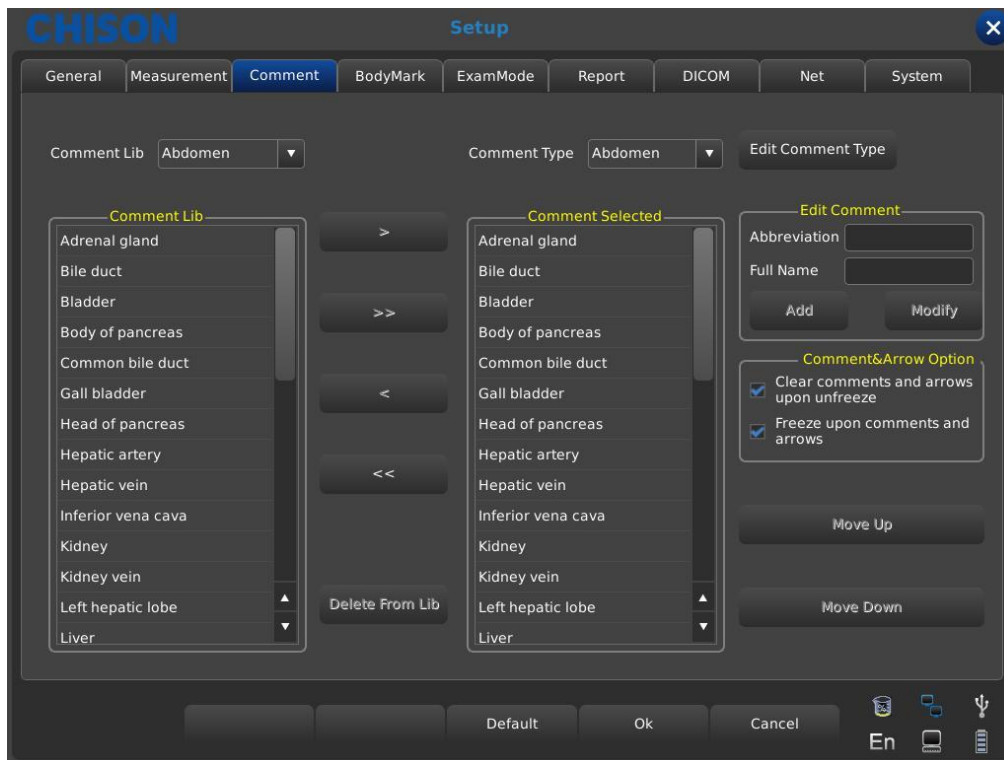 CHISON
Setup
General Measurement Comment BodyMark ExamMode Report DICOM Net System
Comment Lib Abdomen
Comment Type Abdomen
Edit Comment Type
Comment Lib
Adrenal gland
Bile duct
Bladder
Body of pancreas
Common bile duct
Gall bladder
Head of pancreas
Hepatic artery
Hepatic vein
Inferior vena cava
Kidney
Kidney vein
Left hepatic lobe
Liver
>
>>
<
<<
Delete From Lib
Comment Selected
Adrenal gland
Bile duct
Bladder
Body of pancreas
Common bile duct
Gall bladder
Head of pancreas
Hepatic artery
Hepatic vein
Inferior vena cava
Kidney
Kidney vein
Left hepatic lobe
Liver
Edit Comment
Abbreviation
Full Name
Add Modify
Comment&Arrow Option
Clear comments and arrows
upon unfreeze
Freeze upon comments and
arrows
Move Up
Move Down
Default Ok Cancel
En